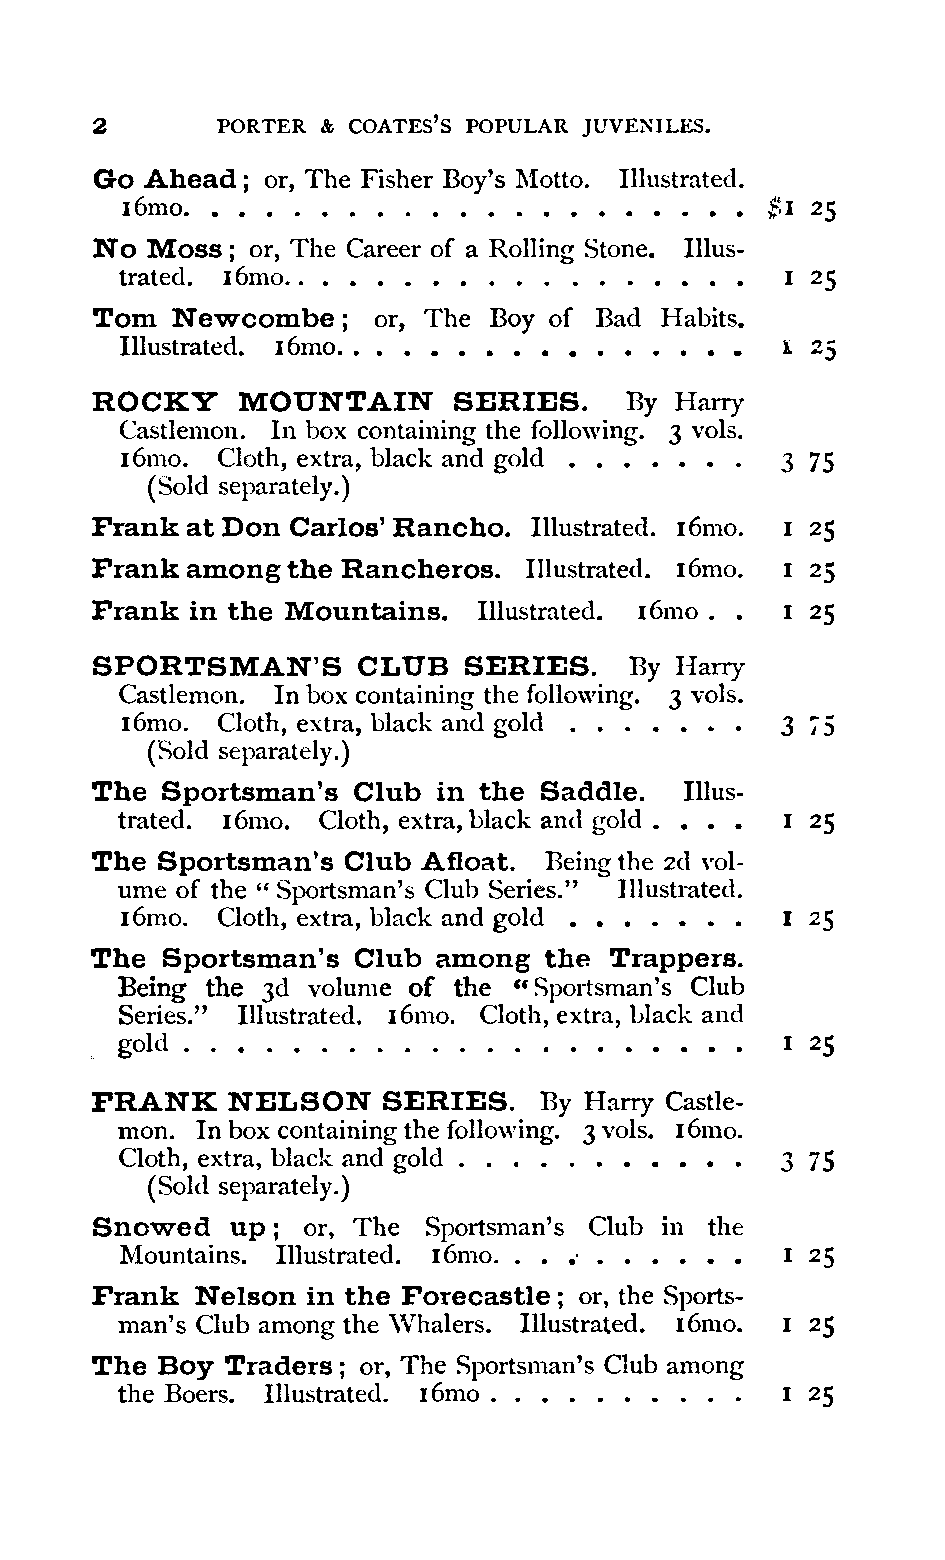 2 PORTER & COATES'S POPULAR JUVENILES.
Go Ahead; or, The Fisher Boy's Motto. Illustrated.
16mo. . . . . . . . . . . . . . . . . . . . . $1 25
No Moss; or, The Career of a Rolling Stone. Illus-
trated. 16mo. . . . . . . . . . . . . . . . . . 1 25
Tom Newcombe; or, The Boy of Bad Habits.
Illustrated. 16mo. . . . . . . . . . . . . . . . 1 25
ROCKY MOUNTAIN SERIES. By Harry
Castlemon. In box containing the following. 3 vols.
16mo. Cloth, extra, black and gold . . . . . . . 3 75
(Sold separately.)
Frank at Don Carlos' Rancho. Illustrated. 16mo. 1 25
Frank among the Rancheros. Illustrated. 16mo. 1 25
Frank in the Mountains. Illustrated. 16mo . . 1 25
SPORTSMAN'S CLUB SERIES. By Harry
Castlemon. In box containing the following. 3 vols.
16mo. Cloth, extra, black and gold . . . . . . . 3 75
(Sold separately.)
The Sportsman's Club in the Saddle. Illus-
trated. 16mo. Cloth, extra, black and gold . . . . 1 25
The Sportsman's Club Afloat. Being the 2d vol-
ume of the "Sportsman's Club Series." Illustrated.
16mo. Cloth, extra, black and gold . . . . . . . 1 25
The Sportsman's Club among the Trappers.
Being the 3d volume of the "Sportsman's Club
Series." Illustrated. 16mo. Cloth, extra, black and
gold . . . . . . . . . . . . . . . . . . . . . 1 25
FRANK NELSON SERIES. By Harry Castle-
mon. In box containing the following. 3 vols. 16mo.
Cloth, extra, black and gold . . . . . . . . . . . 3 75
(Sold separately.)
Snowed up; or, The Sportsman's Club in the
Mountains. Illustrated. 16mo. . . . . . . . . . 1 25
Frank Nelson in the Forecastle; or, the Sports-
man's Club among the Whalers. Illustrated. 16mo. 1 25
The Boy Traders; or, The Sportsman's Club among
the Boers. Illustrated. 16mo . . . . . . . . . . 1 25